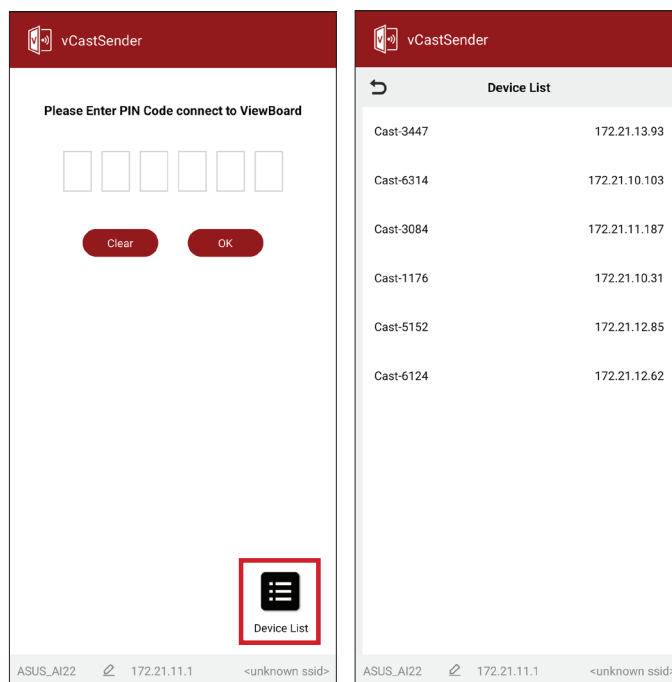 vCastSender
Please Enter PIN Code connect to ViewBoard
Clear
OK
Device List
ASUS_AI22 172.21.11.1 <unknown ssid>
vCastSender
Device List
Cast-3447 172.21.13.93
Cast-6314 172.21.10.103
Cast-3084 172.21.11.187
Cast-1176 172.21.10.31
Cast-5152 172.21.12.85
Cast-6124 172.21.12.62
ASUS_AI22 172.21.11.1 <unknown ssid>